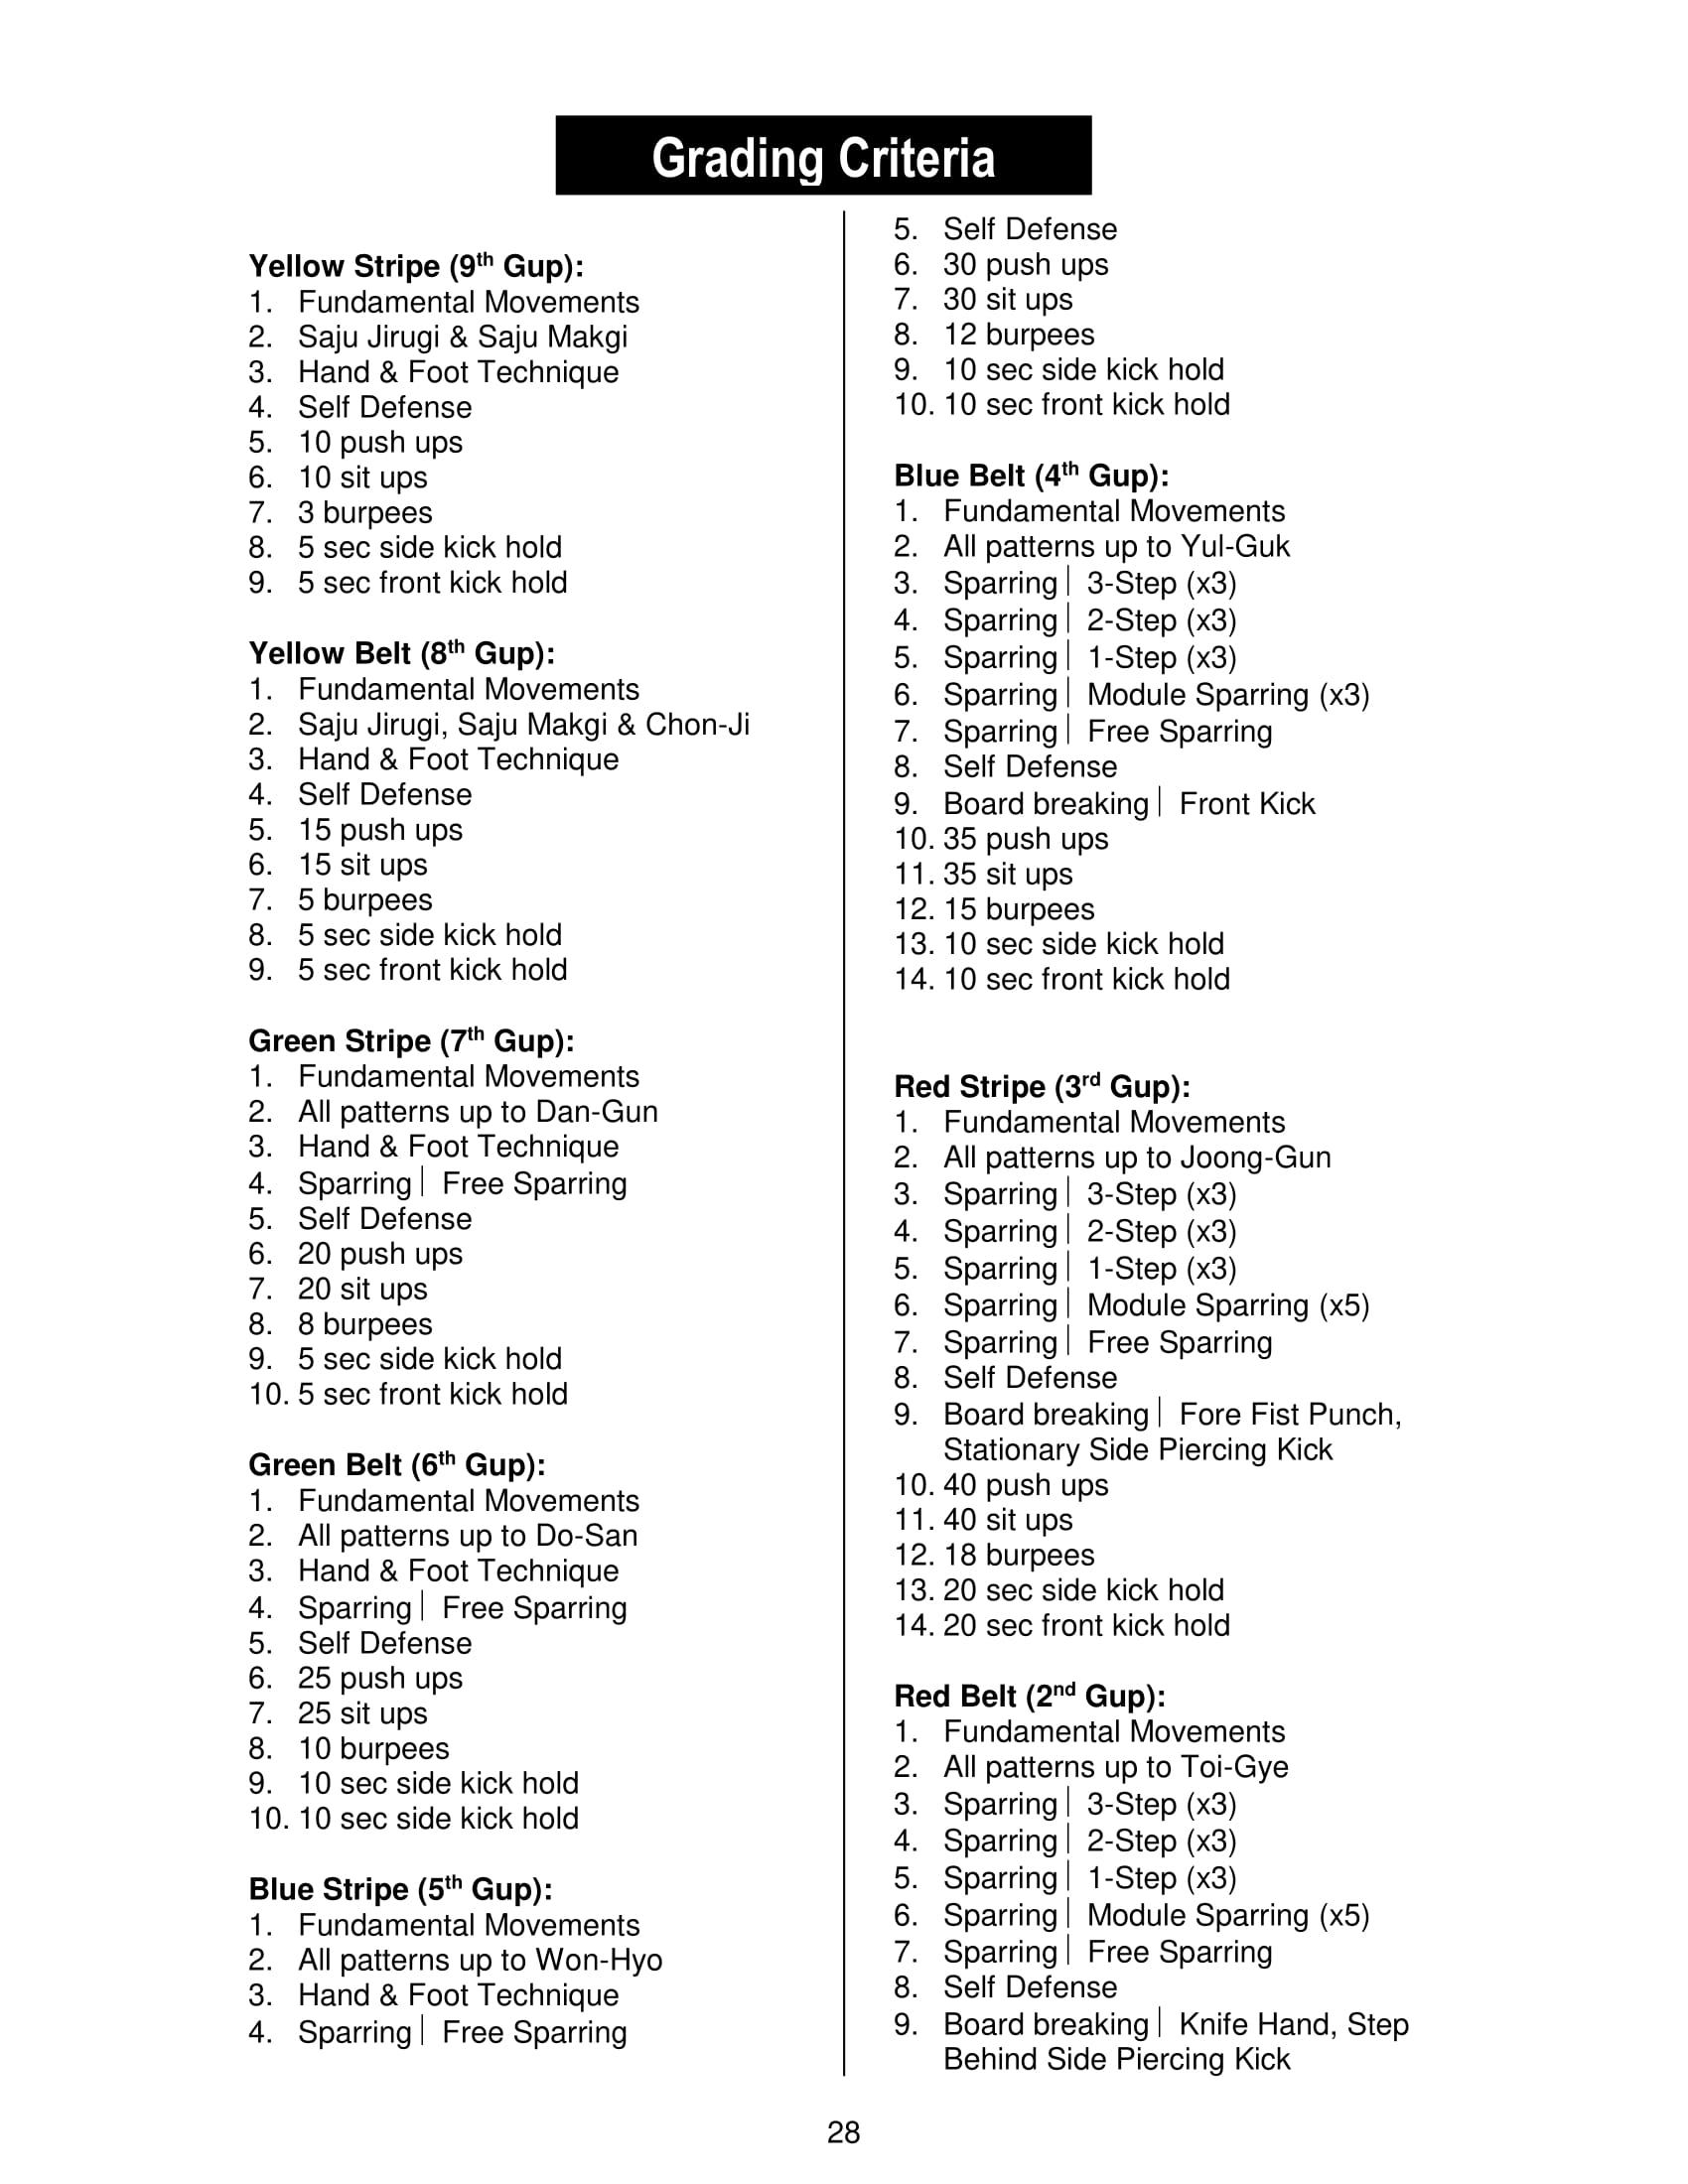 Grading Criteria
Yellow Stripe (9th Gup):
1. Fundamental Movements
2. Saju Jirugi & Saju Makgi
3. Hand & Foot Technique
4. Self Defense
5. 10 push ups
6. 10 sit ups
7. 3 burpees
8. 5 sec side kick hold
9. 5 sec front kick hold
Yellow Belt (8th Gup):
1. Fundamental Movements
2. Saju Jirugi, Saju Makgi & Chon-Ji
3. Hand & Foot Technique
4. Self Defense
5. 15 push ups
6. 15 sit ups
7. 5 burpees
8. 5 sec side kick hold
9. 5 sec front kick hold
Green Stripe (7th Gup):
1. Fundamental Movements
2. All patterns up to Dan-Gun
3. Hand & Foot Technique
4. Sparring│ Free Sparring
5. Self Defense
6. 20 push ups
7. 20 sit ups
8. 8 burpees
9. 5 sec side kick hold
10. 5 sec front kick hold
Green Belt (6th Gup):
1. Fundamental Movements
2. All patterns up to Do-San
3. Hand & Foot Technique
4. Sparring│ Free Sparring
5. Self Defense
6. 25 push ups
7. 25 sit ups
8. 10 burpees
9. 10 sec side kick hold
10. 10 sec side kick hold
Blue Stripe (5th Gup):
1. Fundamental Movements
2. All patterns up to Won-Hyo
3. Hand & Foot Technique
4. Sparring│ Free Sparring
5. Self Defense
6. 30 push ups
7. 30 sit ups
8. 12 burpees
9. 10 sec side kick hold
10. 10 sec front kick hold
Blue Belt (4th Gup):
1. Fundamental Movements
2. All patterns up to Yul-Guk
3. Sparring│ 3-Step (x3)
4. Sparring│ 2-Step (x3)
5. Sparring│ 1-Step (x3)
6. Sparring│ Module Sparring (x3)
7. Sparring│ Free Sparring
8. Self Defense
9. Board breaking│ Front Kick
10. 35 push ups
11. 35 sit ups
12. 15 burpees
13. 10 sec side kick hold
14. 10 sec front kick hold
Red Stripe (3rd Gup):
1. Fundamental Movements
2. All patterns up to Joong-Gun
3. Sparring│ 3-Step (x3)
4. Sparring│ 2-Step (x3)
5. Sparring│ 1-Step (x3)
6. Sparring│ Module Sparring (x5)
7. Sparring│ Free Sparring
8. Self Defense
9. Board breaking│ Fore Fist Punch,
Stationary Side Piercing Kick
10. 40 push ups
11. 40 sit ups
12. 18 burpees
13. 20 sec side kick hold
14. 20 sec front kick hold
Red Belt (2nd Gup):
1. Fundamental Movements
2. All patterns up to Toi-Gye
3. Sparring│ 3-Step (x3)
4. Sparring│ 2-Step (x3)
5. Sparring│ 1-Step (x3)
6. Sparring│ Module Sparring (x5)
7. Sparring│ Free Sparring
8. Self Defense
9. Board breaking│ Knife Hand, Step
Behind Side Piercing Kick
28